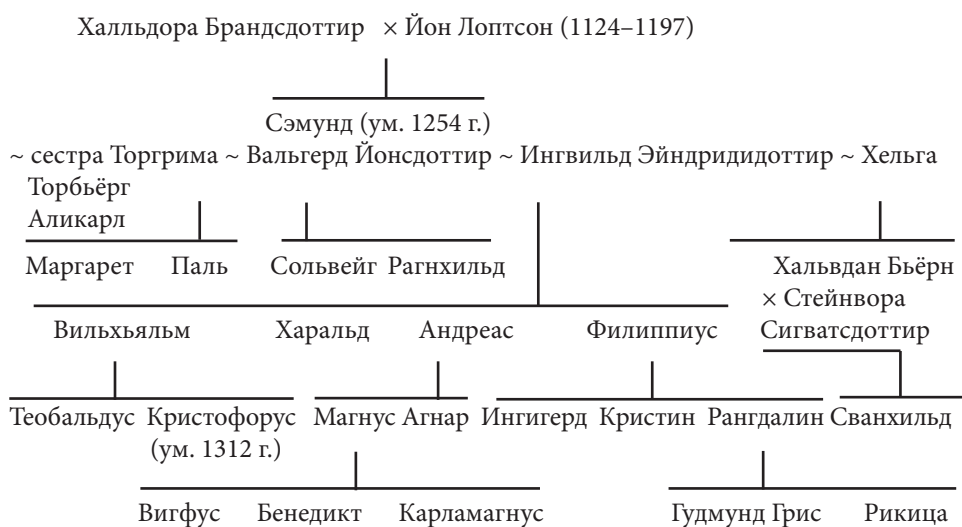 Халльдора Брандсдоттир × Йон Лоптсон (1124–1197)
Сэмунд (ум. 1254 г.)
~ сестра Торгрима ~ Вальгерд Йонсдоттир ~ Ингвильд Эйндридидоттир ~ Хельга
Торбьёрг
Аликарл
Маргарет Паль Сольвейг Рагнхильд Хальвдан Бьёрн
× Стейнвора
Вильхьяльм Харальд Андреас Филиппиус Сигватсдоттир
Теобальдус Кристофорус Магнус Агнар Ингигерд Кристин Рангдалин Сванхильд
(ум. 1312 г.)
Вигфус Бенедикт Карламагнус Гудмунд Грис Рикица